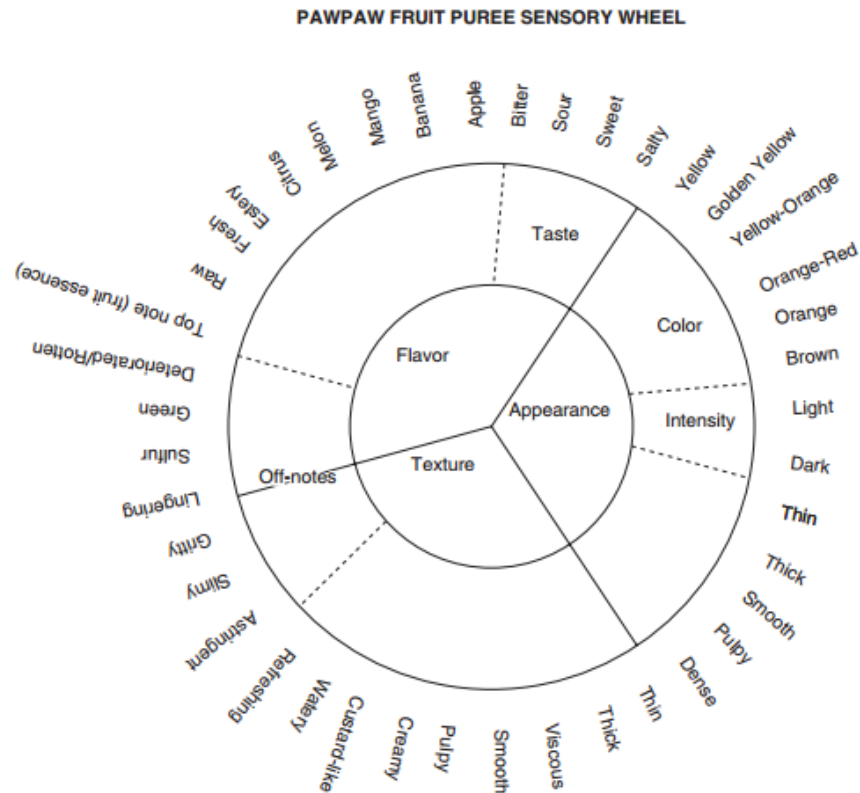 PAWPAW FRUIT PUREE SENSORY WHEEL
Apple
Bitter
Sour
Sweet
Salty
Yellow
Golden Yellow
Yellow-Orange
Orange-Red
Orange
Brown
Light
Dark
Thin
Thick
Smooth
Pulpy
Dense
Thin
Thick
Viscous
Smooth
Pulpy
Creamy
Custard-like
Watery
Refreshing
Astringent
Slimy
Gritty
Lingering
Sulfur
Green
Deteriorated/Rotten
Top note (fruit essence)
Raw
Fresh
Estery
Citrus
Melon
Mango
Banana
Taste
Color
Intensity
Off-notes
Flavor
Appearance
Texture